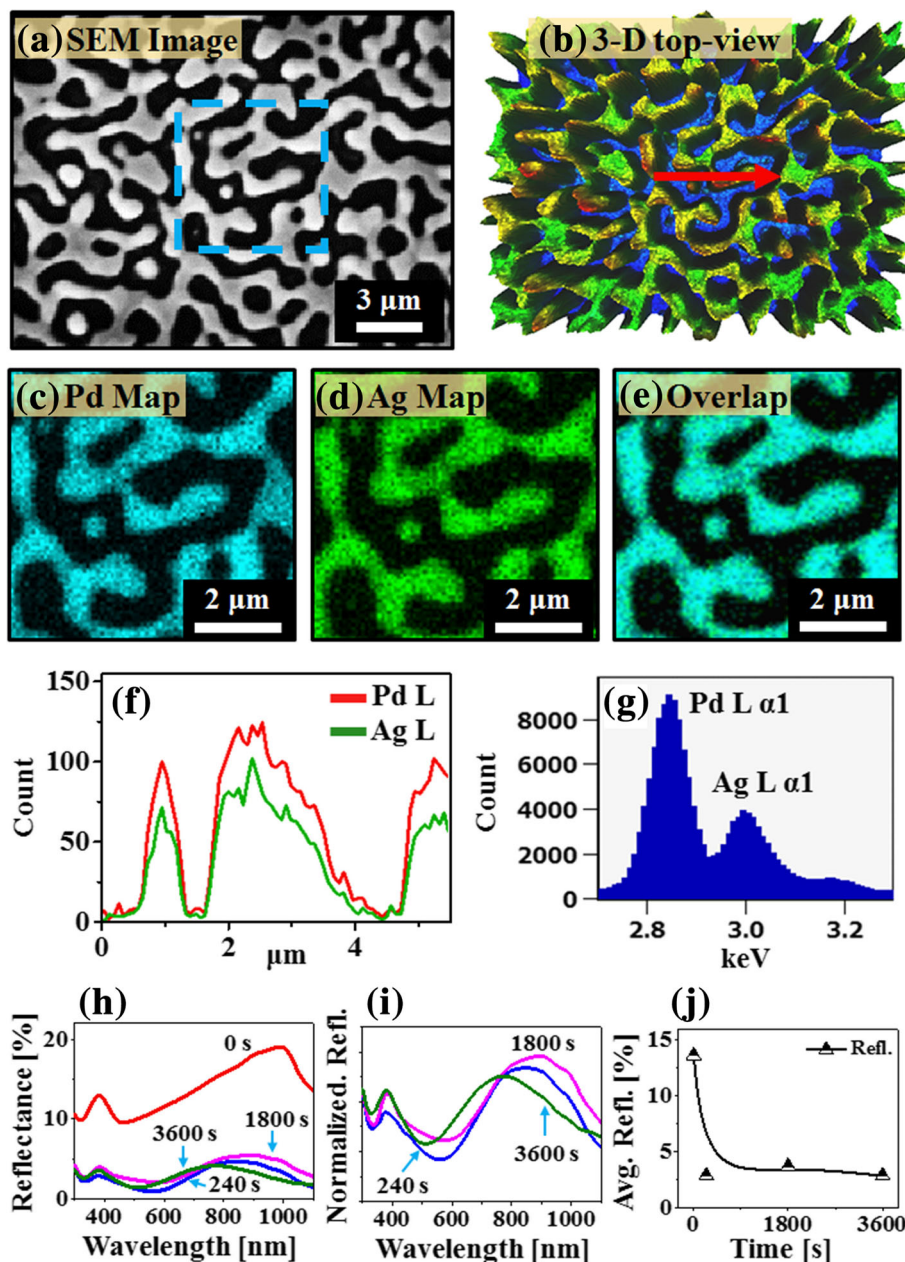 (a) SEM Image
3 μm
(b) 3-D top-view
(c) Pd Map
2 μm
(d) Ag Map
2 μm
(e) Overlap
2 μm
(f)
Pd L
Ag L
150
100
50
0
Count
0 2 4
μm
(g)
Pd L α1
Ag L α1
8000
6000
4000
2000
0
Count
2.8 3.0 3.2
keV
(h)
0 s
3600 s
1800 s
240 s
20
10
0
Reflectance [%]
400 600 800 1000
Wavelength [nm]
(i)
1800 s
3600 s
240 s
Normalized. Refl.
400 600 800 1000
Wavelength [nm]
(j)
Refl.
15
10
5
0
Avg. Refl. [%]
0 1800 3600
Time [s]